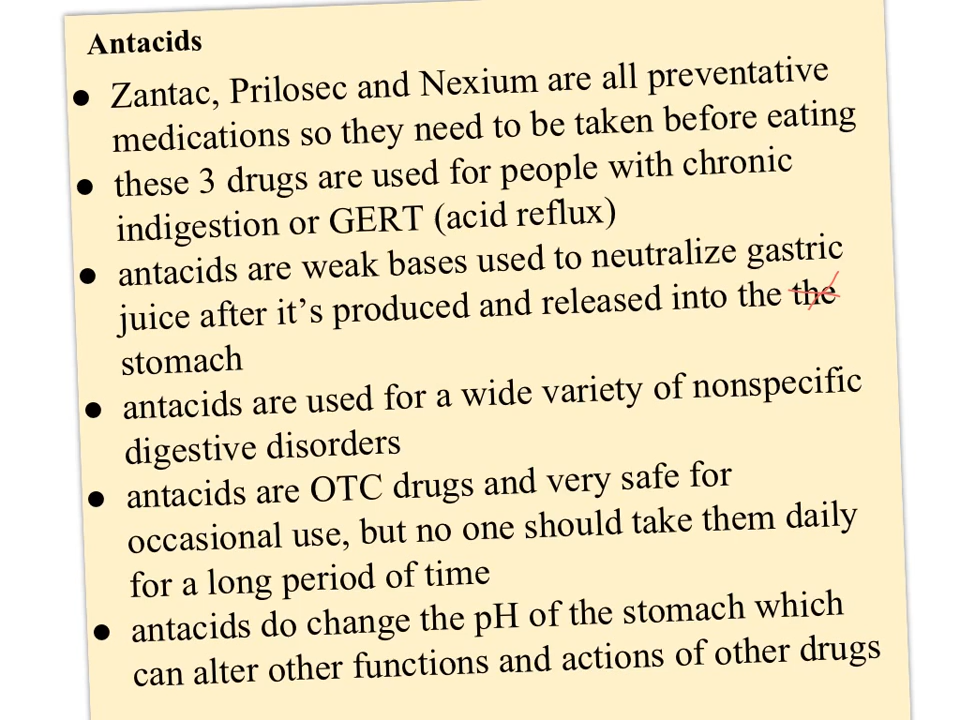 Antacids
● Zantac, Prilosec and Nexium are all preventative
medications so they need to be taken before eating
● these 3 drugs are used for people with chronic
indigestion or GERT (acid reflux)
● antacids are weak bases used to neutralize gastric
juice after it’s produced and released into the the
stomach
● antacids are used for a wide variety of nonspecific
digestive disorders
● antacids are OTC drugs and very safe for
occasional use, but no one should take them daily
for a long period of time
● antacids do change the pH of the stomach which
can alter other functions and actions of other drugs